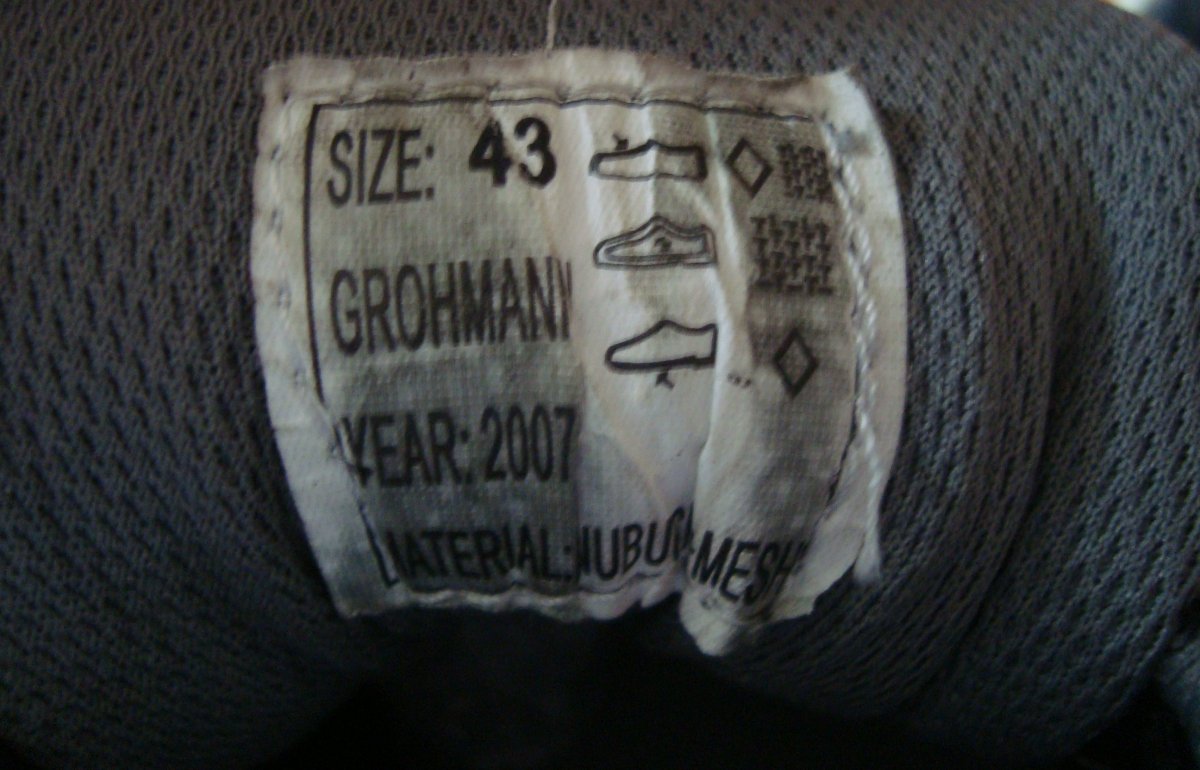 SIZE: 43
GROHMANN
YEAR: 2007
MATERIAL:NUBUCK+MESH